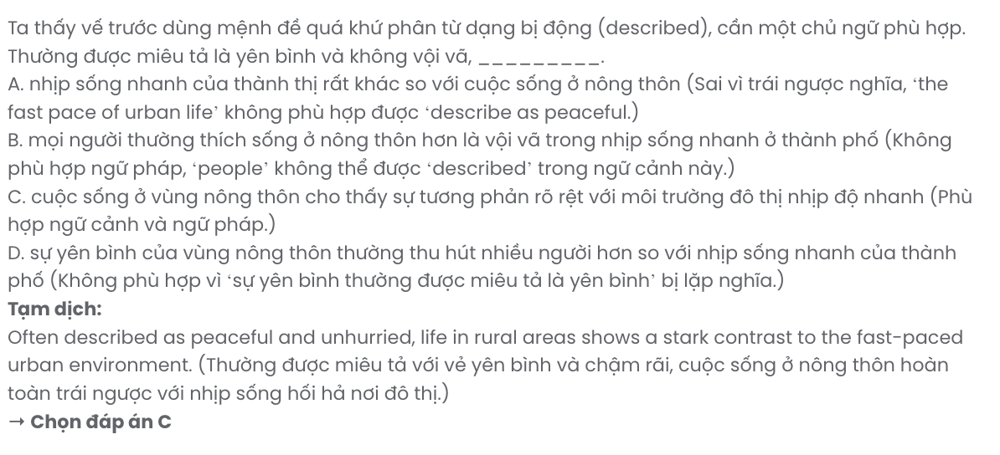 Ta thấy vế trước dùng mệnh đề quá khứ phân từ dạng bị động (described), cần một chủ ngữ phù hợp.
Thường được miêu tả là yên bình và không vội vã, _________.
A. nhịp sống nhanh của thành thị rất khác so với cuộc sống ở nông thôn (Sai vì trái ngược nghĩa, ‘the
fast pace of urban life’ không phù hợp được ‘describe as peaceful.)
B. mọi người thường thích sống ở nông thôn hơn là vội vã trong nhịp sống nhanh ở thành phố (Không
phù hợp ngữ pháp, ‘people’ không thể được ‘described’ trong ngữ cảnh này.)
C. cuộc sống ở vùng nông thôn cho thấy sự tương phản rõ rệt với môi trường đô thị nhịp độ nhanh (Phù
hợp ngữ cảnh và ngữ pháp.)
D. sự yên bình của vùng nông thôn thường thu hút nhiều người hơn so với nhịp sống nhanh của thành
phố (Không phù hợp vì ‘sự yên bình thường được miêu tả là yên bình’ bị lặp nghĩa.)
Tạm dịch:
Often described as peaceful and unhurried, life in rural areas shows a stark contrast to the fast-paced
urban environment. (Thường được miêu tả với vẻ yên bình và chậm rãi, cuộc sống ở nông thôn hoàn
toàn trái ngược với nhịp sống hối hả nơi đô thị.)
→ Chọn đáp án C